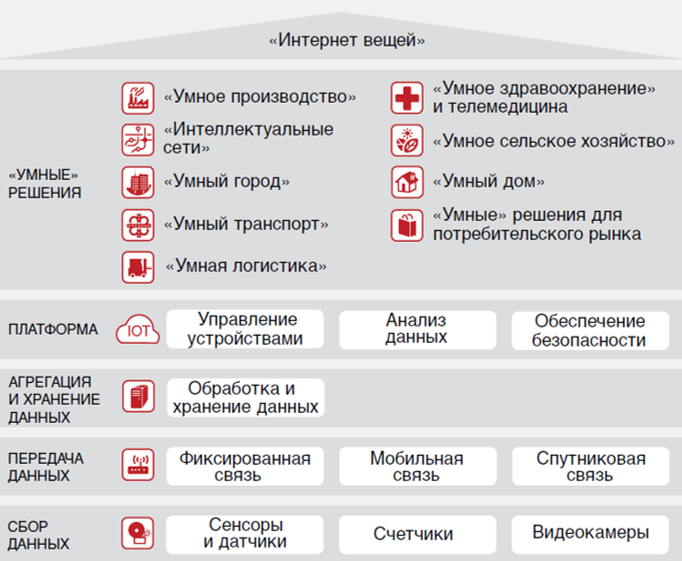 «Интернет вещей»
«УМНЫЕ»
РЕШЕНИЯ
«Умное производство»
«Интеллектуальные
сети»
«Умный город»
«Умный транспорт»
«Умная логистика»
«Умное здравоохранение»
и телемедицина
«Умное сельское хозяйство»
«Умный дом»
«Умные» решения для
потребительского рынка
ПЛАТФОРМА
IOT
Управление
устройствами
Анализ
данных
Обеспечение
безопасности
АГРЕГАЦИЯ
И ХРАНЕНИЕ
ДАННЫХ
Обработка и
хранение данных
ПЕРЕДАЧА
ДАННЫХ
Фиксированная
связь
Мобильная
связь
Спутниковая
связь
СБОР
ДАННЫХ
Сенсоры
и датчики
Счетчики
Видеокамеры